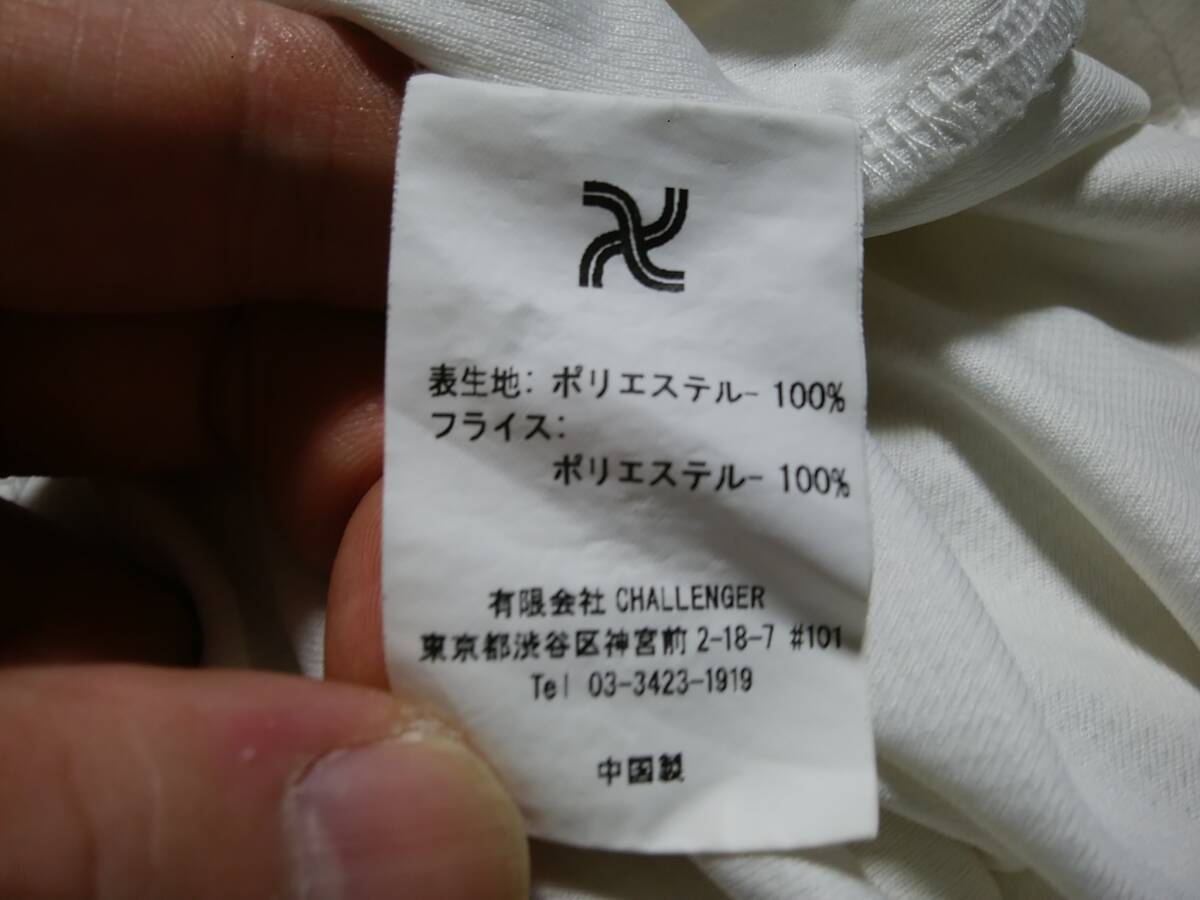 表生地: ポリエステル- 100%
フライス:
ポリエステル- 100%
有限会社 CHALLENGER
東京都渋谷区神宮前 2-18-7 #101
Tel 03-3423-1919
中国製